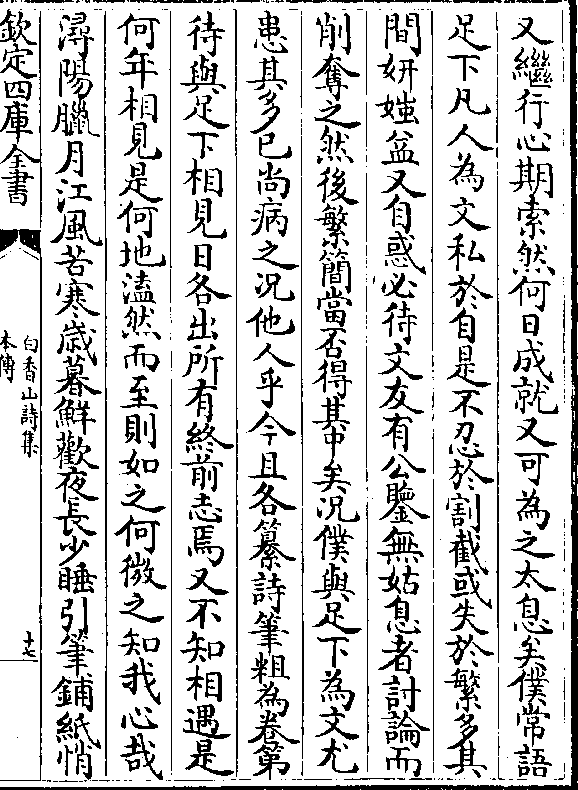 又繼行心期索然何日成就又可為之太息矣僕常語
足下凡人為文私於自是不忍於割截或失於繁多其
間妍媸益又自惑必待文友有公鑒無姑息者討論而
削奪之然後繁簡當否得其中矣況僕與足下為文尤
患其多已尚病之況他人乎今且各纂詩筆粗為卷第
待與足下相見日各出所有終前志焉又不知相遇是
何年相見是何地溘然而至則如之何微之知我心哉
潯陽臘月江風苦寒歲暮鮮歡夜長少睡引筆鋪紙悄
欽定四庫全書
白香山詩集
本傳
十七